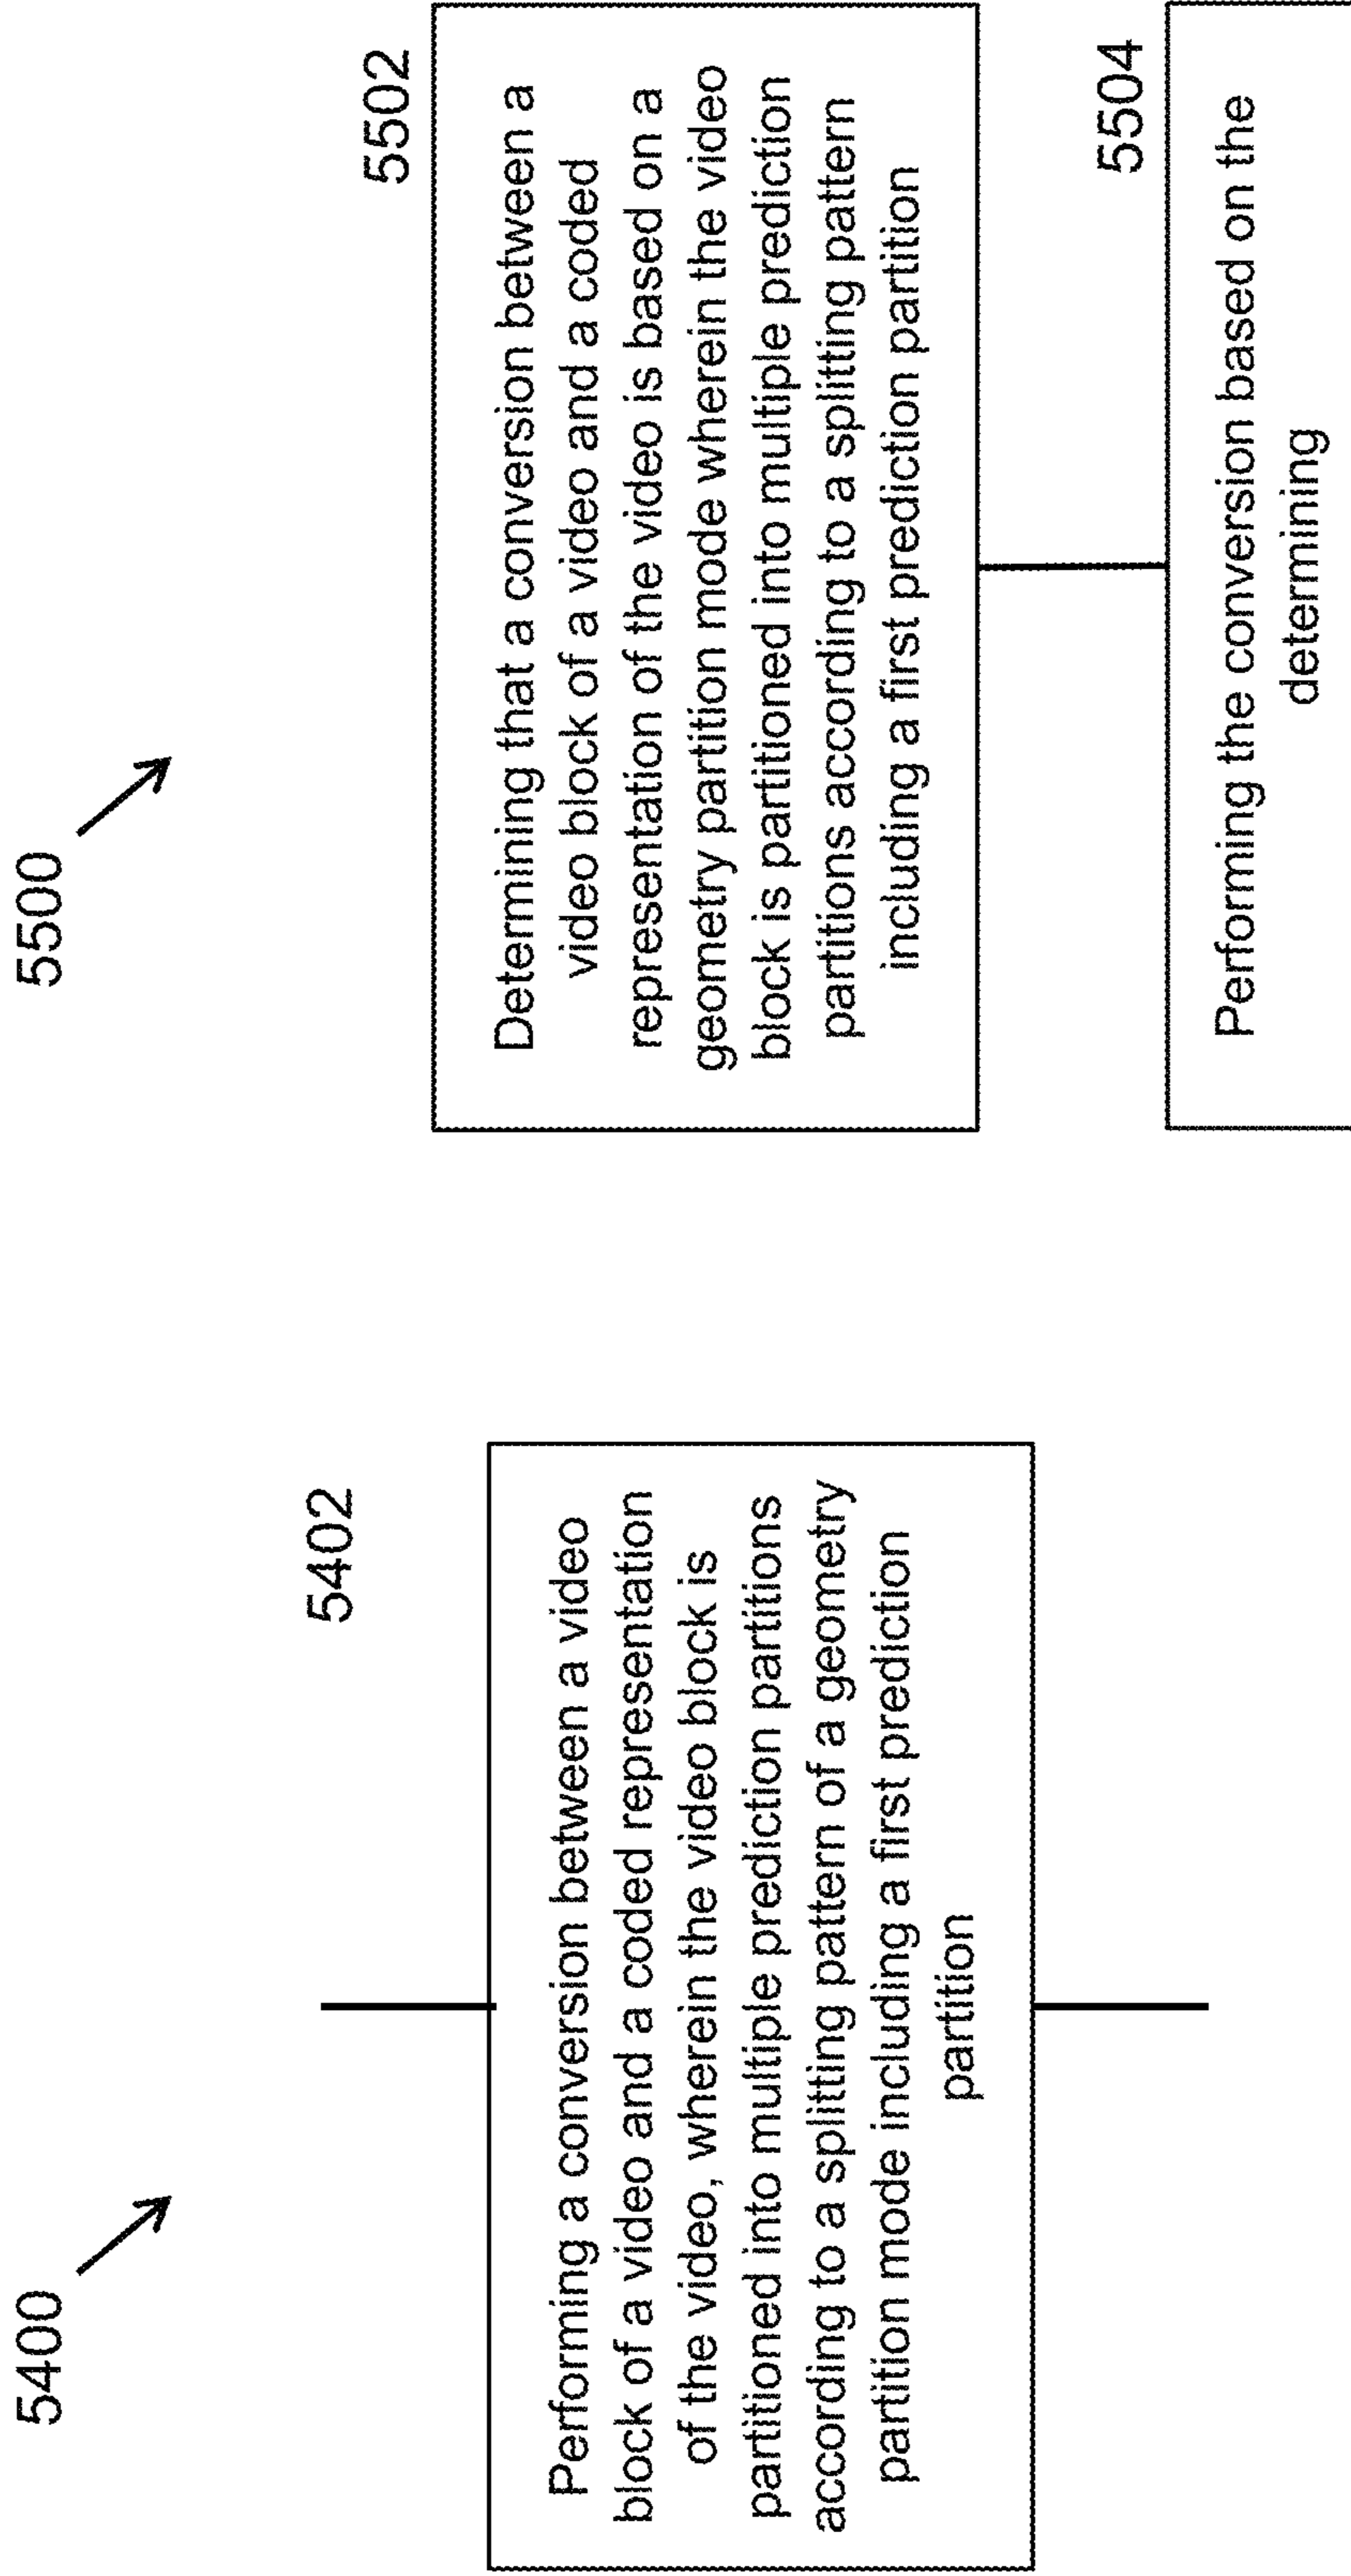 5400
5402
Performing a conversion between a video
block of a video and a coded representation
of the video, wherein the video block is
partitioned into multiple prediction partitions
according to a splitting pattern of a geometry
partition mode including a first prediction
partition
5500
5502
Determining that a conversion between a
video block of a video and a coded
representation of the video is based on a
geometry partition mode wherein the video
block is partitioned into multiple prediction
partitions according to a splitting pattern
including a first prediction partition
5504
Performing the conversion based on the
determining